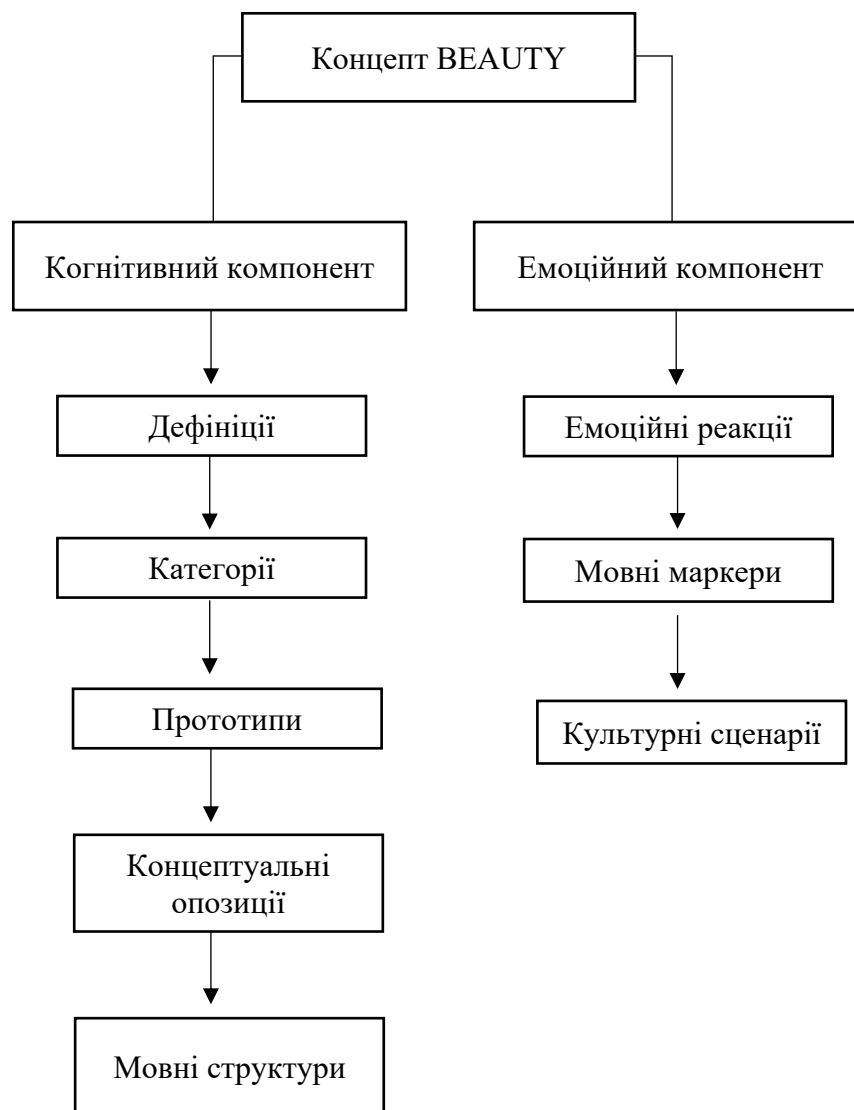 Концепт BEAUTY
Когнітивний компонент
Емоційний компонент
Дефініції
Емоційні реакції
Категорії
Мовні маркери
Прототипи
Культурні сценарії
Концептуальні
опозиції
Мовні структури